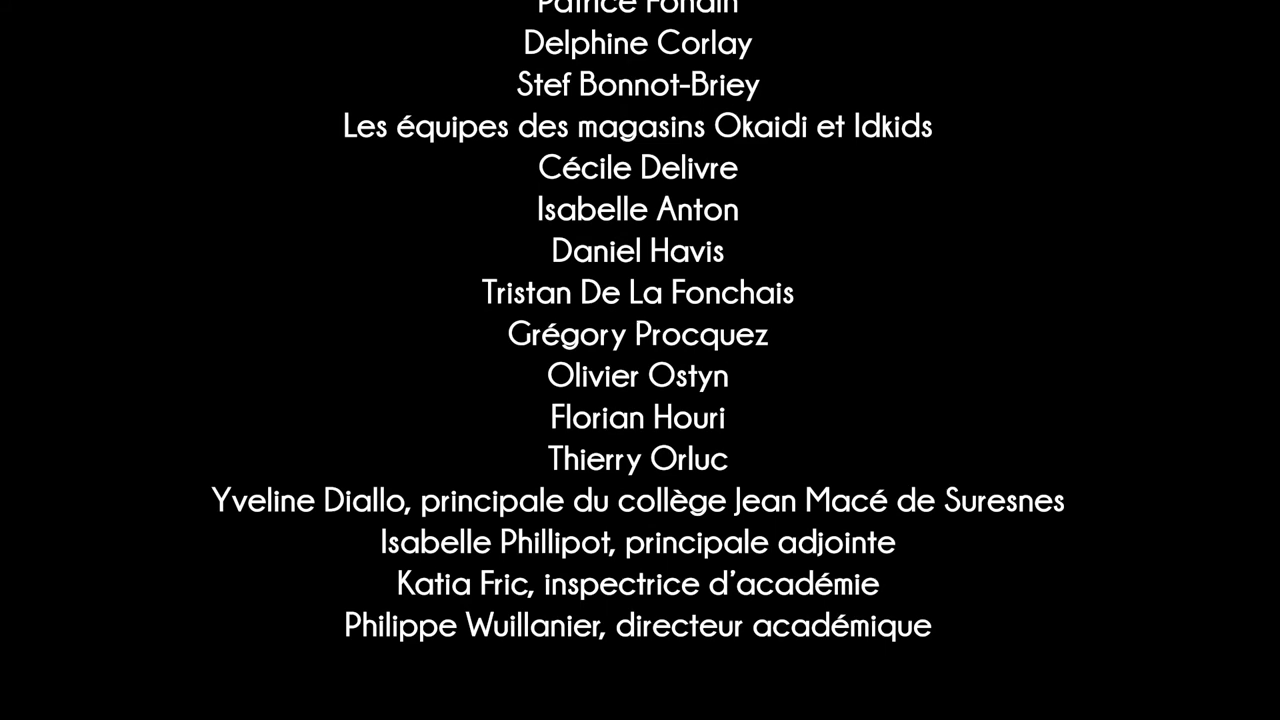 Patrice Fondin
Delphine Corlay
Stef Bonnot-Briey
Les équipes des magasins Okaidi et Idkids
Cécile Delivre
Isabelle Anton
Daniel Havis
Tristan De La Fonchais
Grégory Procquez
Olivier Ostyn
Florian Houri
Thierry Orluc
Yveline Diallo, principale du collège Jean Macé de Suresnes
Isabelle Phillipot, principale adjointe
Katia Fric, inspectrice d'académie
Philippe Wuillanier, directeur académique